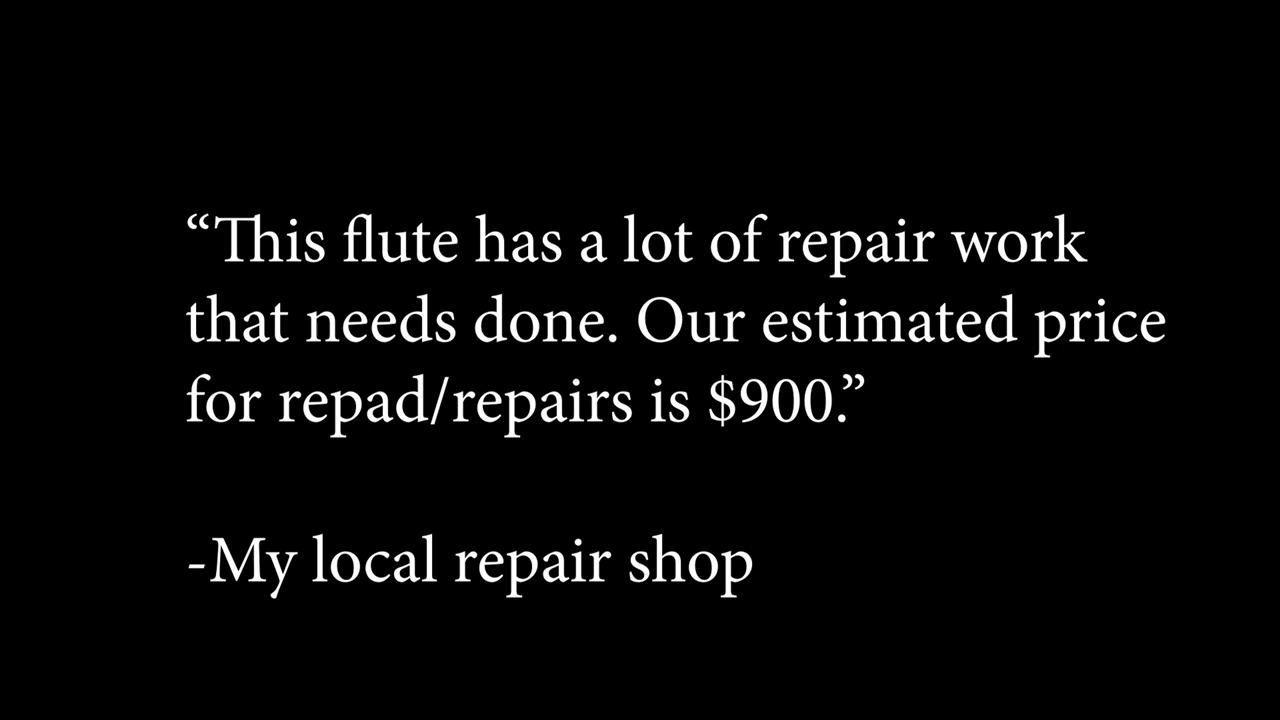 “This flute has a lot of repair work
that needs done. Our estimated price
for repad/repairs is $900.”
-My local repair shop